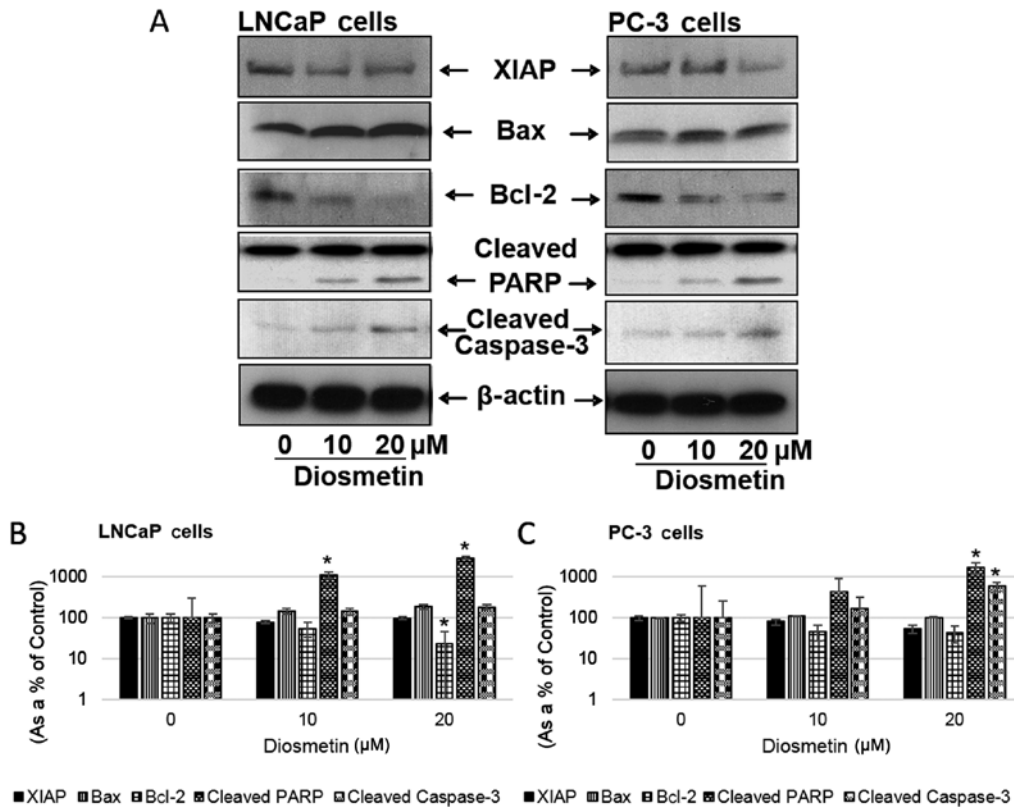 A
LNCaP cells
PC-3 cells
XIAP
Bax
Bcl-2
Cleaved
PARP
Cleaved
Caspase-3
β-actin
0 10 20 µM
Diosmetin
0 10 20 µM
Diosmetin
B
LNCaP cells
(As a % of Control)
1000
100
10
1
* * *
0 10 20
Diosmetin (µM)
XIAP Bax Bcl-2 Cleaved PARP Cleaved Caspase-3
C
PC-3 cells
(As a % of Control)
1000
100
10
1
* *
0 10 20
Diosmetin (µM)
XIAP Bax Bcl-2 Cleaved PARP Cleaved Caspase-3